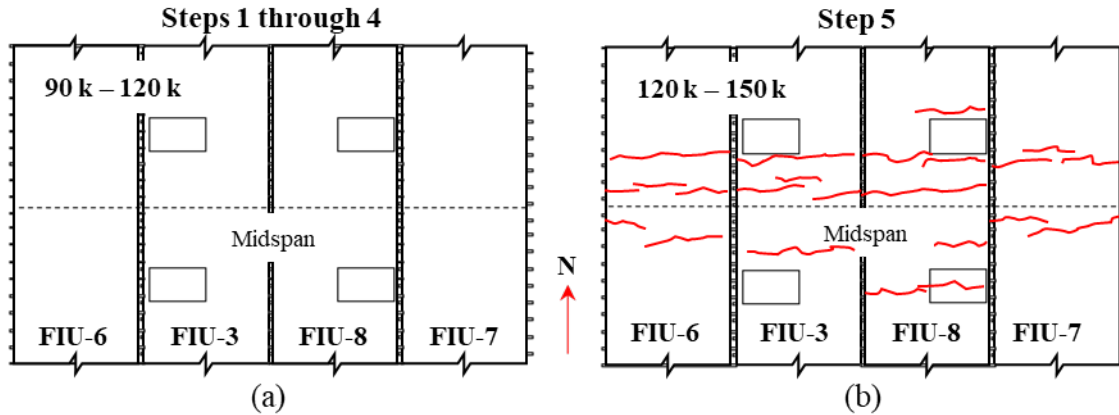 Steps 1 through 4
90 k – 120 k
Midspan
FIU-6 FIU-3 FIU-8 FIU-7
(a)
N
Step 5
120 k – 150 k
Midspan
FIU-6 FIU-3 FIU-8 FIU-7
(b)